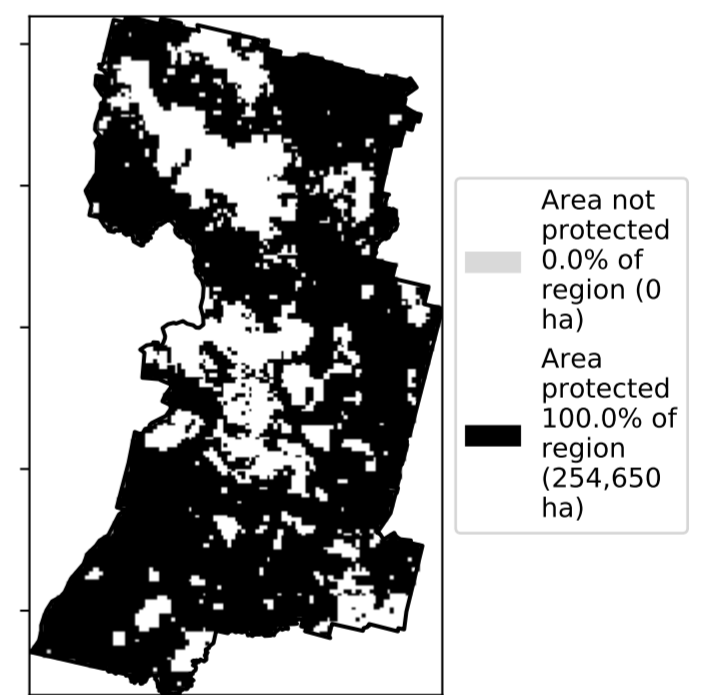 Area not
protected
0.0% of
region (0
ha)
Area
protected
100.0% of
region
(254,650
ha)